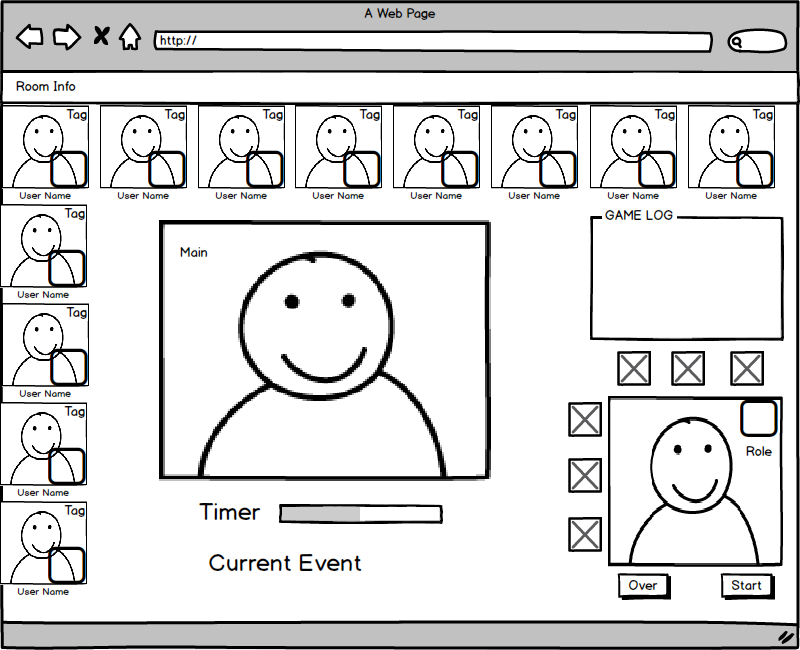 A Web Page
http://
Room Info
Tag Tag Tag Tag Tag Tag Tag Tag
User Name User Name User Name User Name User Name User Name User Name User Name
Tag
User Name
Tag
User Name
Tag
User Name
Tag
User Name
Main
Timer
Current Event
GAME LOG
Role
Over Start